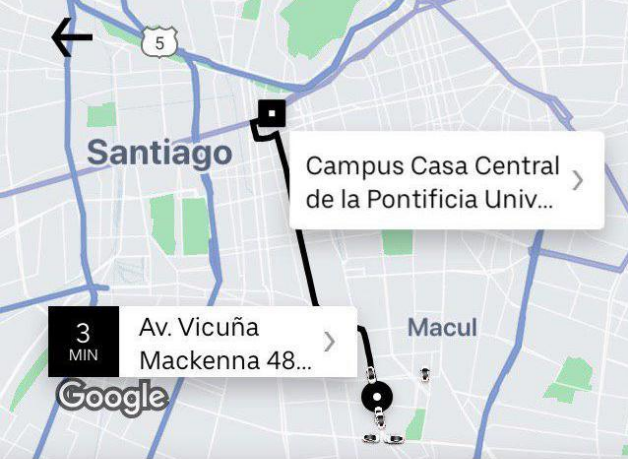 5
Santiago
Campus Casa Central
de la Pontificia Univ...
3
MIN
Av. Vicuña
Mackenna 48...
Macul
Google